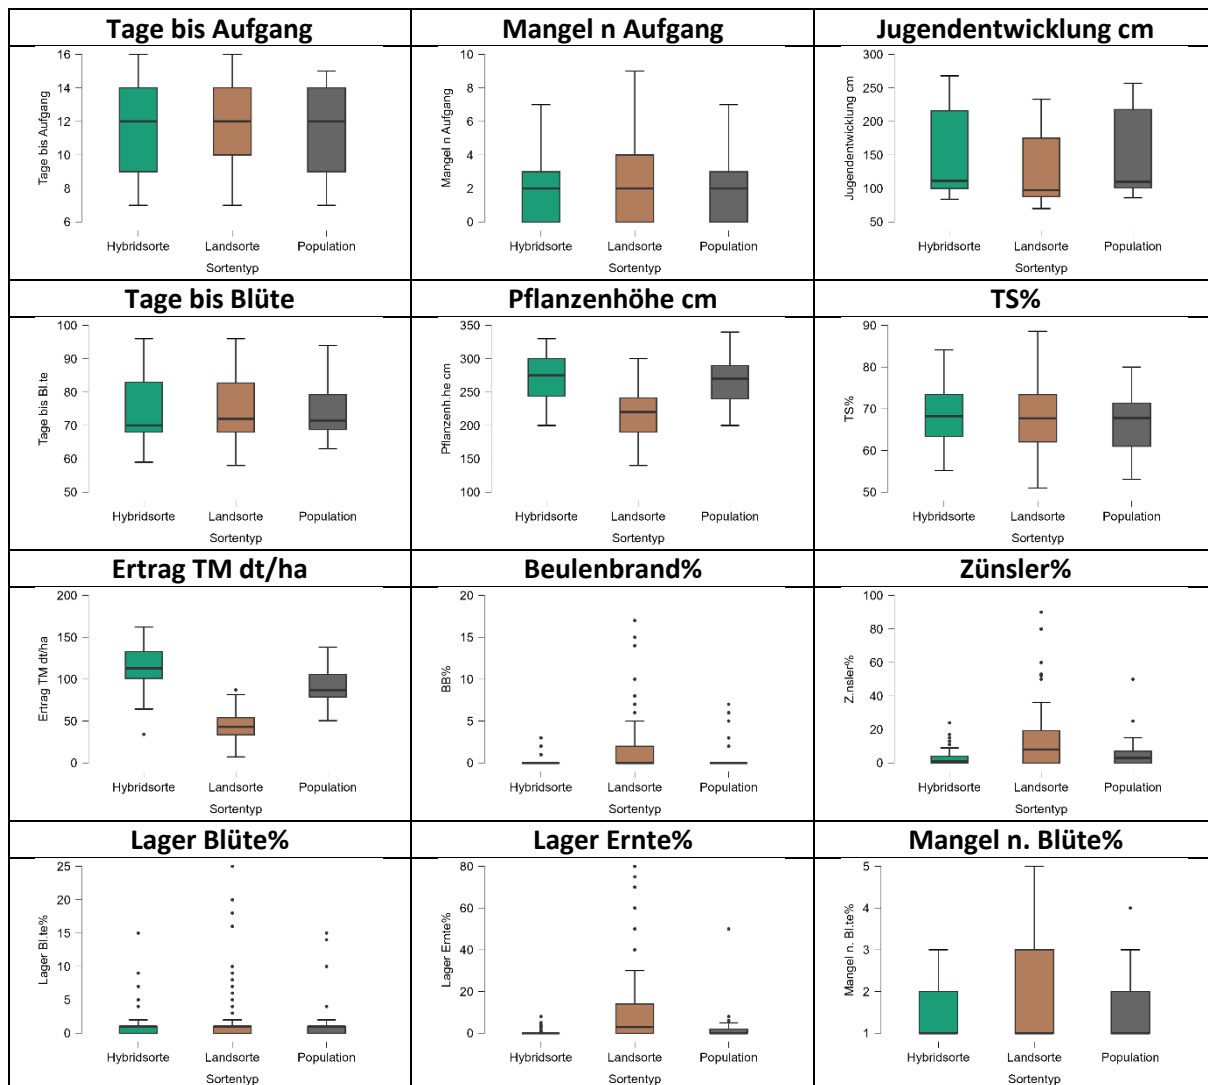 Tage bis Aufgang
Mangel n Aufgang
Jugendentwicklung cm
Tage bis Aufgang
16
14
12
10
8
6
Hybridsorte Landsorte Population
Sortentyp
Mangel n Aufgang
10
8
6
4
2
0
Hybridsorte Landsorte Population
Sortentyp
Jugendentwicklung cm
300
250
200
150
100
50
Hybridsorte Landsorte Population
Sortentyp
Tage bis Blüte
Pflanzenhöhe cm
TS%
Tage bis Bl.te
100
90
80
70
60
50
Hybridsorte Landsorte Population
Sortentyp
Pflanzenh.he cm
350
300
250
200
150
100
Hybridsorte Landsorte Population
Sortentyp
TS%
90
80
70
60
50
Hybridsorte Landsorte Population
Sortentyp
Ertrag TM dt/ha
Beulenbrand%
Zünsler%
Ertrag TM dt/ha
200
150
100
50
0
Hybridsorte Landsorte Population
Sortentyp
BB%
20
15
10
5
0
Hybridsorte Landsorte Population
Sortentyp
Z.nsler%
100
80
60
40
20
0
Hybridsorte Landsorte Population
Sortentyp
Lager Blüte%
Lager Ernte%
Mangel n. Blüte%
Lager Bl.te%
25
20
15
10
5
0
Hybridsorte Landsorte Population
Sortentyp
Lager Ernte%
80
60
40
20
0
Hybridsorte Landsorte Population
Sortentyp
Mangel n. Bl.te%
5
4
3
2
1
Hybridsorte Landsorte Population
Sortentyp